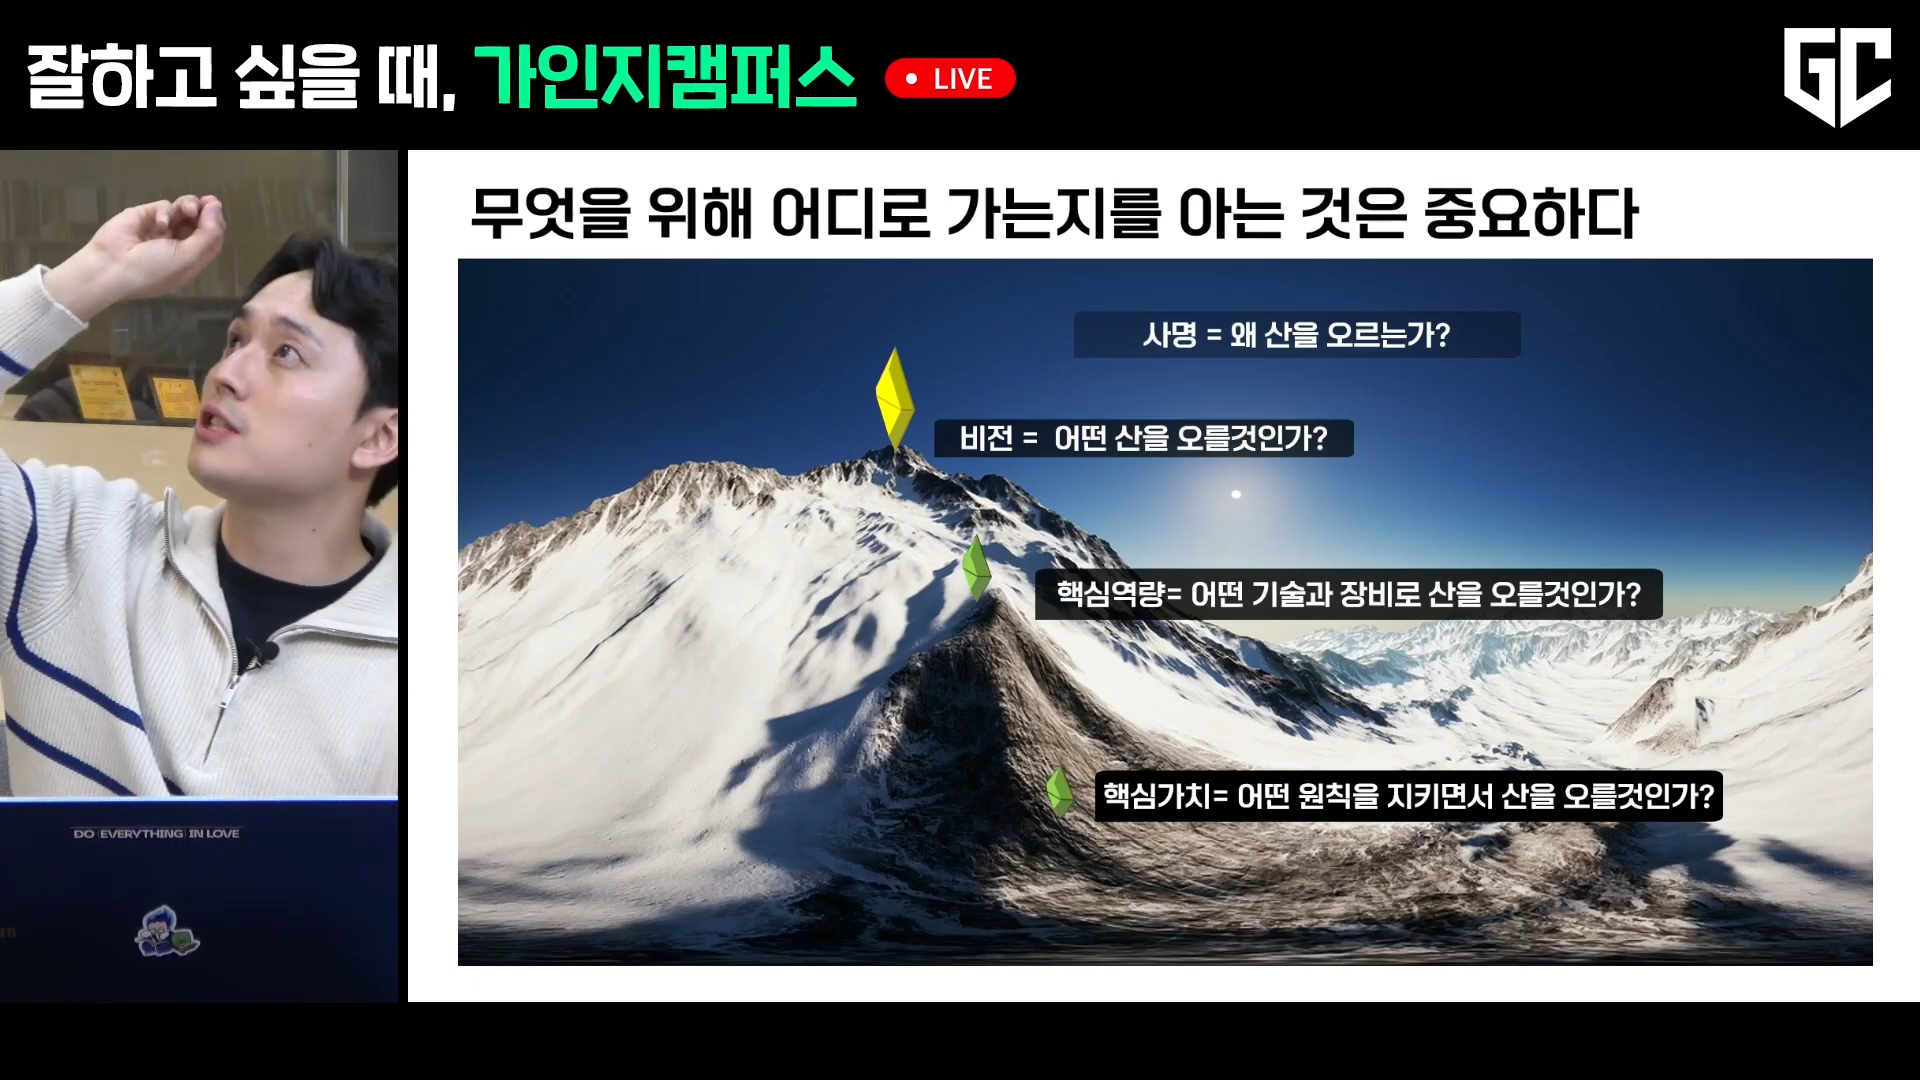 잘하고 싶을 때, 가인지캠퍼스
LIVE
GC
무엇을 위해 어디로 가는지를 아는 것은 중요하다
사명 = 왜 산을 오르는가?
비전 = 어떤 산을 오를것인가?
핵심역량= 어떤 기술과 장비로 산을 오를것인가?
핵심가치= 어떤 원칙을 지키면서 산을 오를것인가?
DO EVERYTHING IN LOVE